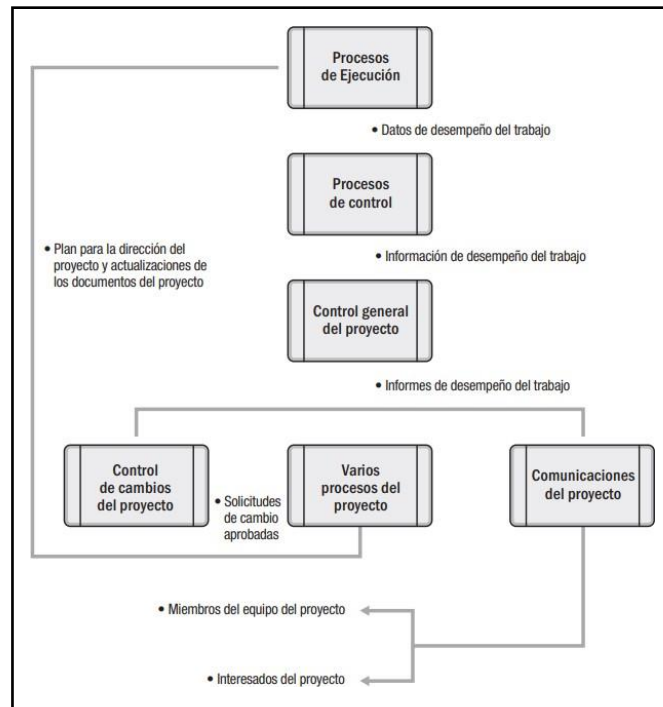 Procesos
de Ejecución
• Datos de desempeño del trabajo
Procesos
de control
• Plan para la dirección del
proyecto y actualizaciones de
los documentos del proyecto
• Información de desempeño del trabajo
Control general
del proyecto
• Informes de desempeño del trabajo
Control
de cambios
del proyecto
• Solicitudes
de cambio
aprobadas
Varios
procesos del
proyecto
Comunicaciones
del proyecto
• Miembros del equipo del proyecto
• Interesados del proyecto